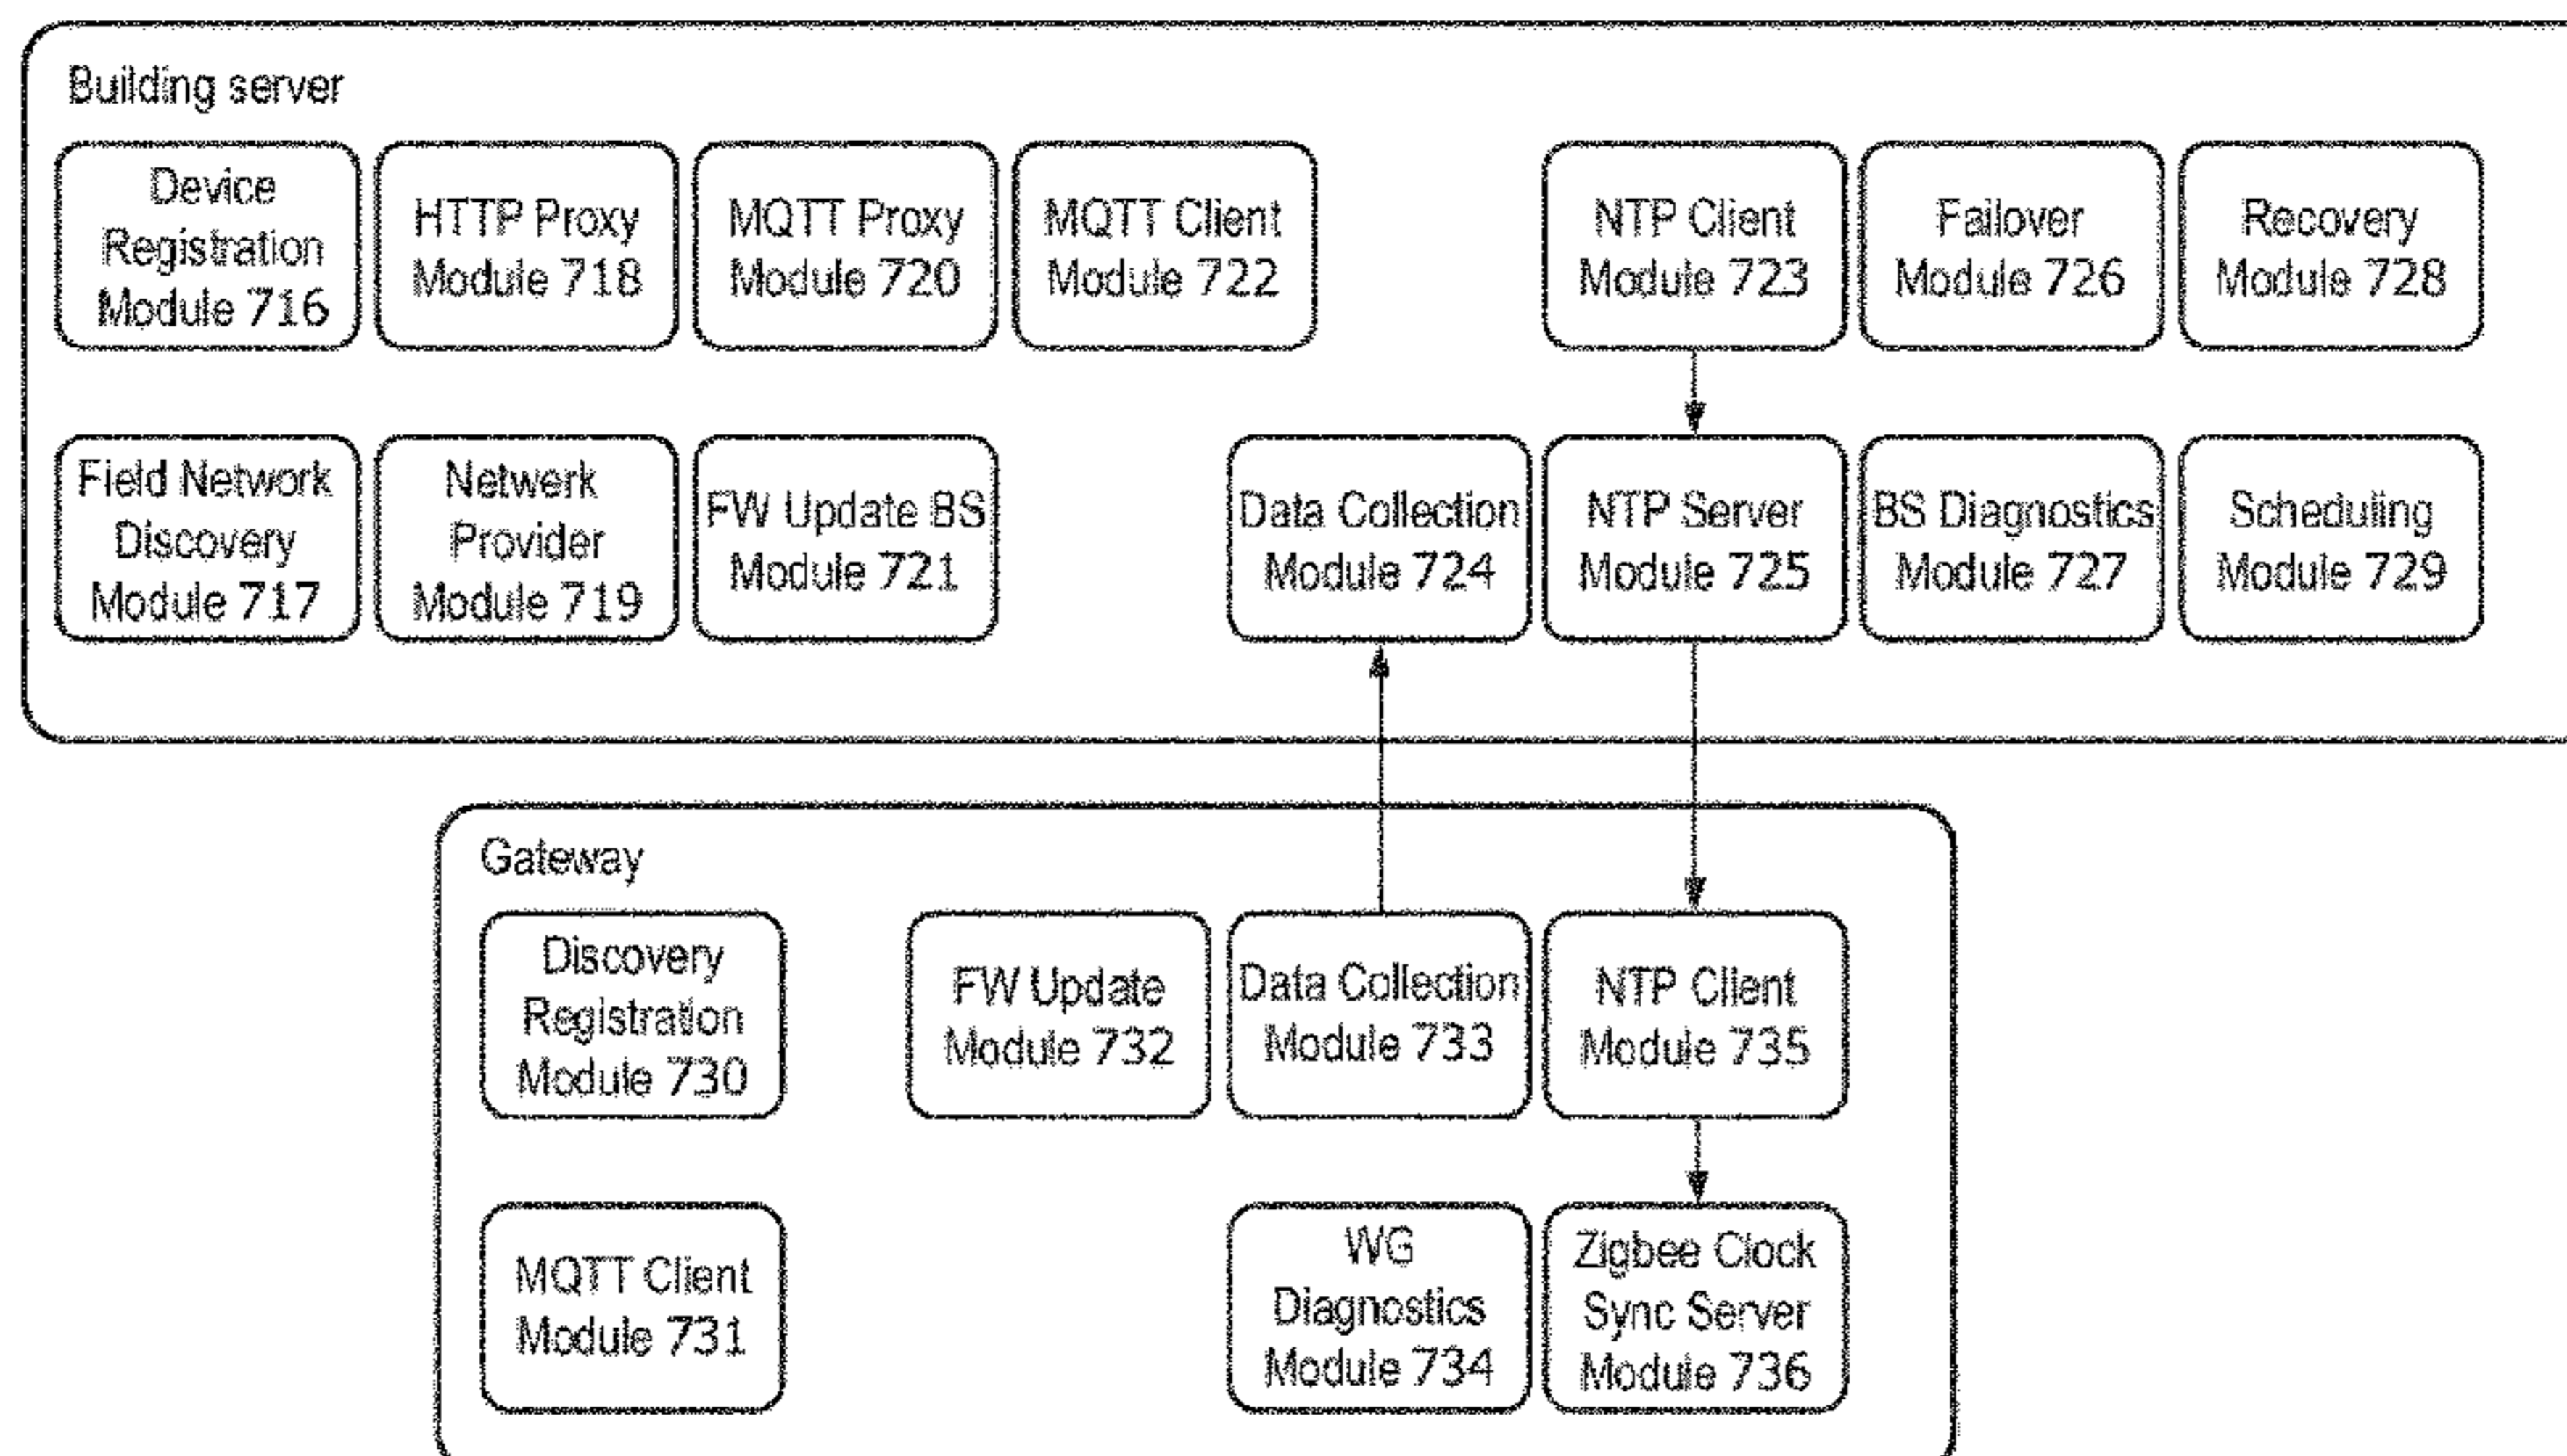 Building server
Device
Registration
Module 716
HTTP Proxy
Module 718
MQTT Proxy
Module 720
MQTT Client
Module 722
NTP Client
Module 723
Failover
Module 726
Recovery
Module 728
Field Network
Discovery
Module 717
Netwerk
Provider
Module 719
FW Update BS
Module 721
Data Collection
Module 724
NTP Server
Module 725
BS Diagnostics
Module 727
Scheduling
Module 729
Gateway
Discovery
Registration
Module 730
FW Update
Module 732
Data Collection
Module 733
NTP Client
Module 735
MQTT Client
Module 731
WG
Diagnostics
Module 734
Zigbee Clock
Sync Server
Module 736